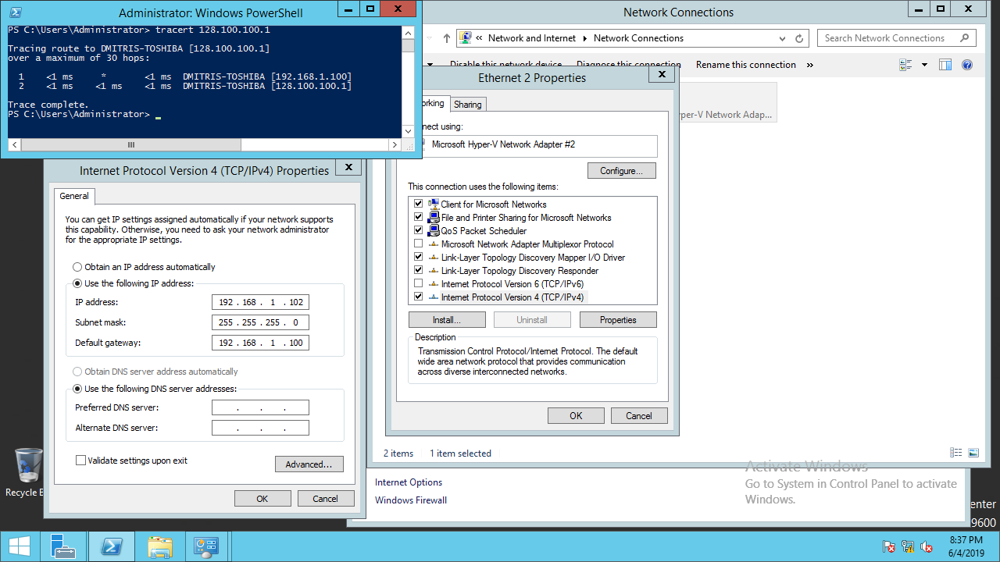 Administrator: Windows PowerShell
PS C:\Users\Administrator> tracert 128.100.100.1
Tracing route to DMITRIS-TOSHIBA [128.100.100.1]
over a maximum of 30 hops:
1 <1 ms * <1 ms DMITRIS-TOSHIBA [192.168.1.100]
2 <1 ms <1 ms <1 ms DMITRIS-TOSHIBA [128.100.100.1]
Trace complete.
PS C:\Users\Administrator>
Network Connections
Network and Internet Network Connections
Search Network Connections
Disable this network device Diagnose this connection Rename this connection »
per-V Network Adap...
Ethernet 2 Properties
orking Sharing
nect using:
Microsoft Hyper-V Network Adapter #2
Configure...
This connection uses the following items:
Client for Microsoft Networks
File and Printer Sharing for Microsoft Networks
QoS Packet Scheduler
Microsoft Network Adapter Multiplexor Protocol
Link-Layer Topology Discovery Mapper I/O Driver
Link-Layer Topology Discovery Responder
Internet Protocol Version 6 (TCP/IPv6)
Internet Protocol Version 4 (TCP/IPv4)
Install... Uninstall Properties
Description
Transmission Control Protocol/Internet Protocol. The default
wide area network protocol that provides communication
across diverse interconnected networks.
OK Cancel
Internet Protocol Version 4 (TCP/IPv4) Properties
General
You can get IP settings assigned automatically if your network supports
this capability. Otherwise, you need to ask your network administrator
for the appropriate IP settings.
Obtain an IP address automatically
Use the following IP address:
IP address: 192 . 168 . 1 . 102
Subnet mask: 255 . 255 . 255 . 0
Default gateway: 192 . 168 . 1 . 100
Obtain DNS server address automatically
Use the following DNS server addresses:
Preferred DNS server: . . .
Alternate DNS server: . . .
Validate settings upon exit
Advanced...
OK Cancel
2 items 1 item selected
Internet Options
Windows Firewall
Activate Windows
Go to System in Control Panel to activate
Windows.
Recycle B
enter
9600
8:37 PM
6/4/2019